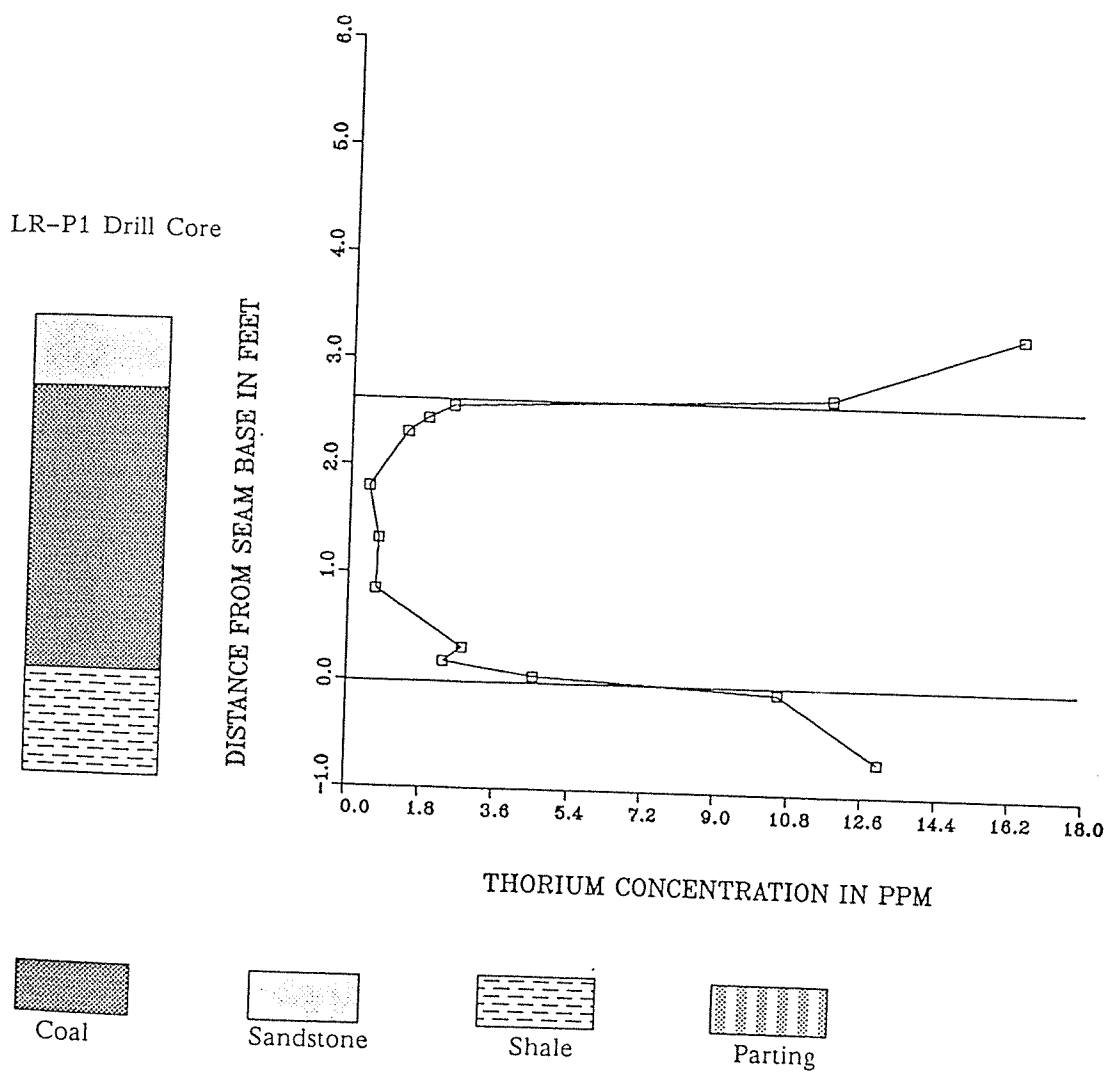 LR-P1 Drill Core
DISTANCE FROM SEAM BASE IN FEET
6.0
5.0
4.0
3.0
2.0
1.0
0.0
-1.0
0.0 1.8 3.6 5.4 7.2 9.0 10.8 12.6 14.4 16.2 18.0
THORIUM CONCENTRATION IN PPM
Coal
Sandstone
Shale
Parting